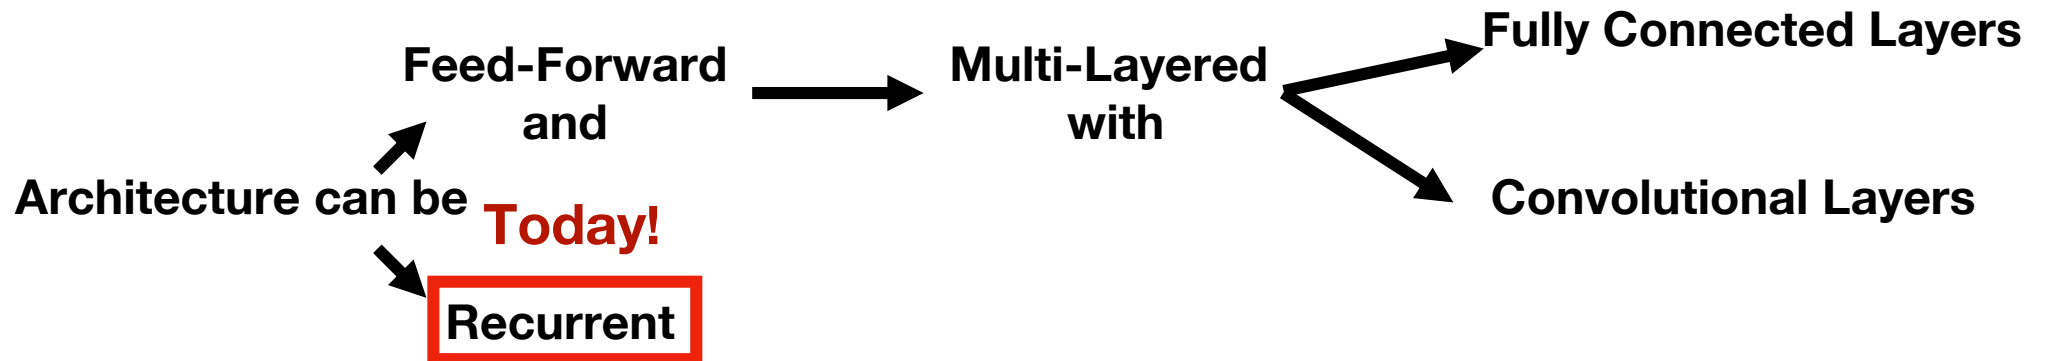 Architecture can be
Feed-Forward
and
Multi-Layered
with
Fully Connected Layers
Convolutional Layers
Today!
Recurrent